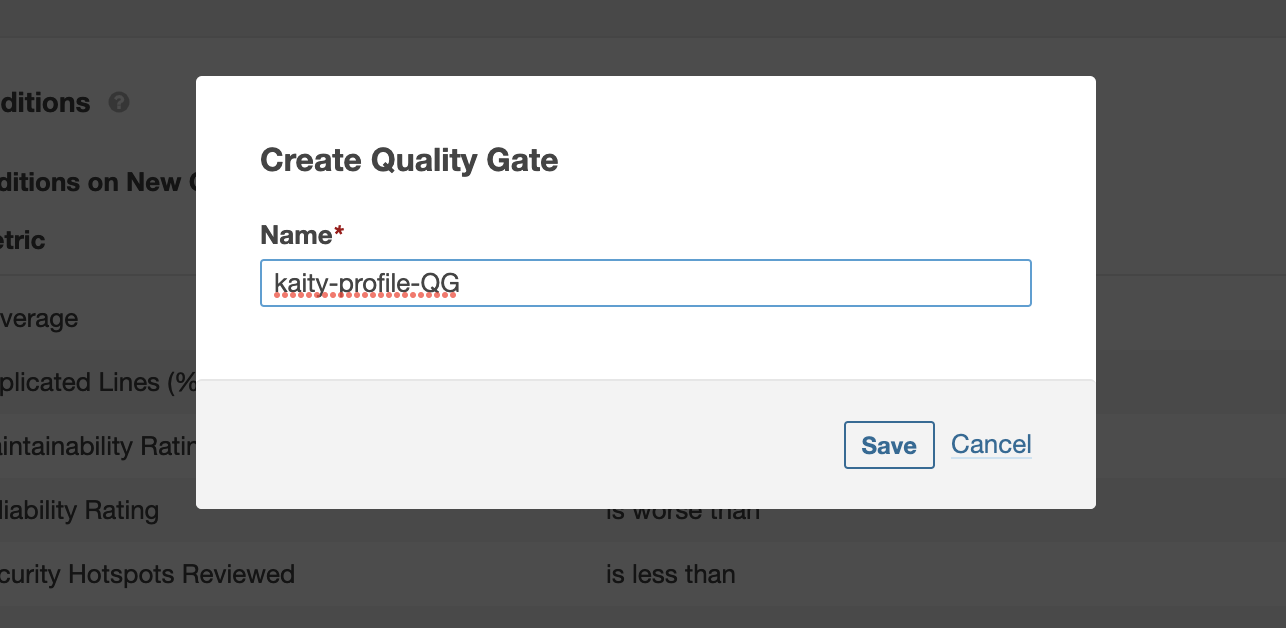 ditions
Create Quality Gate
ditions on New
Name*
etric
kaity-profile-QG
verage
plicated Lines (%
aintainability Ratin
Save Cancel
liability Rating is worse than
curity Hotspots Reviewed is less than